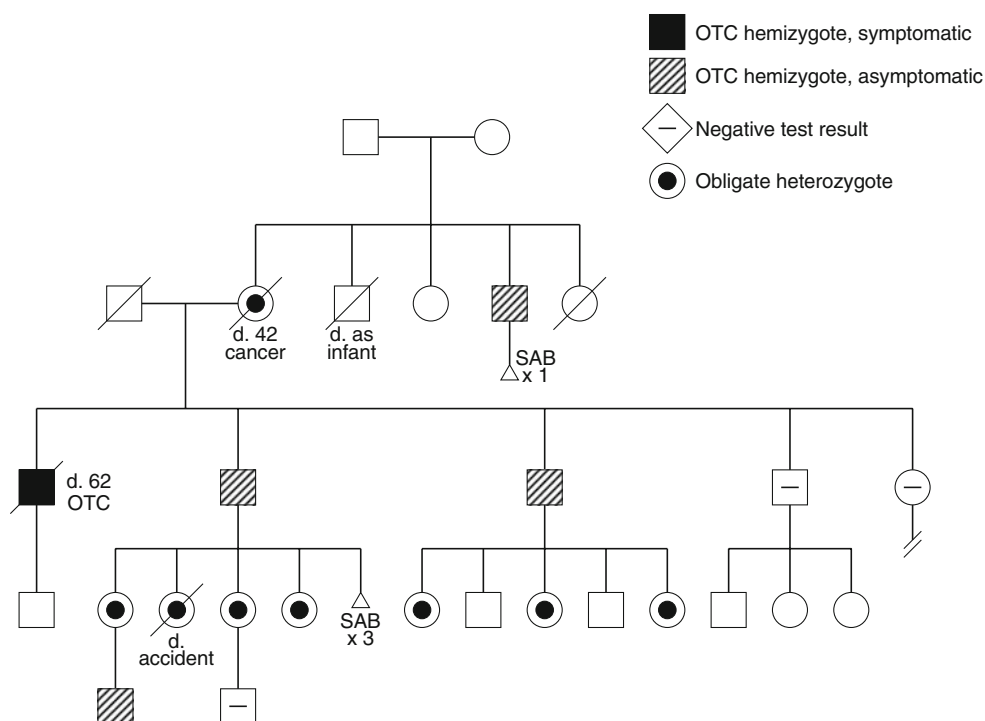 OTC hemizygote, symptomatic
OTC hemizygote, asymptomatic
Negative test result
Obligate heterozygote
d. 42
cancer
d. as
infant
SAB
x 1
d. 62
OTC
d.
accident
SAB
x 3